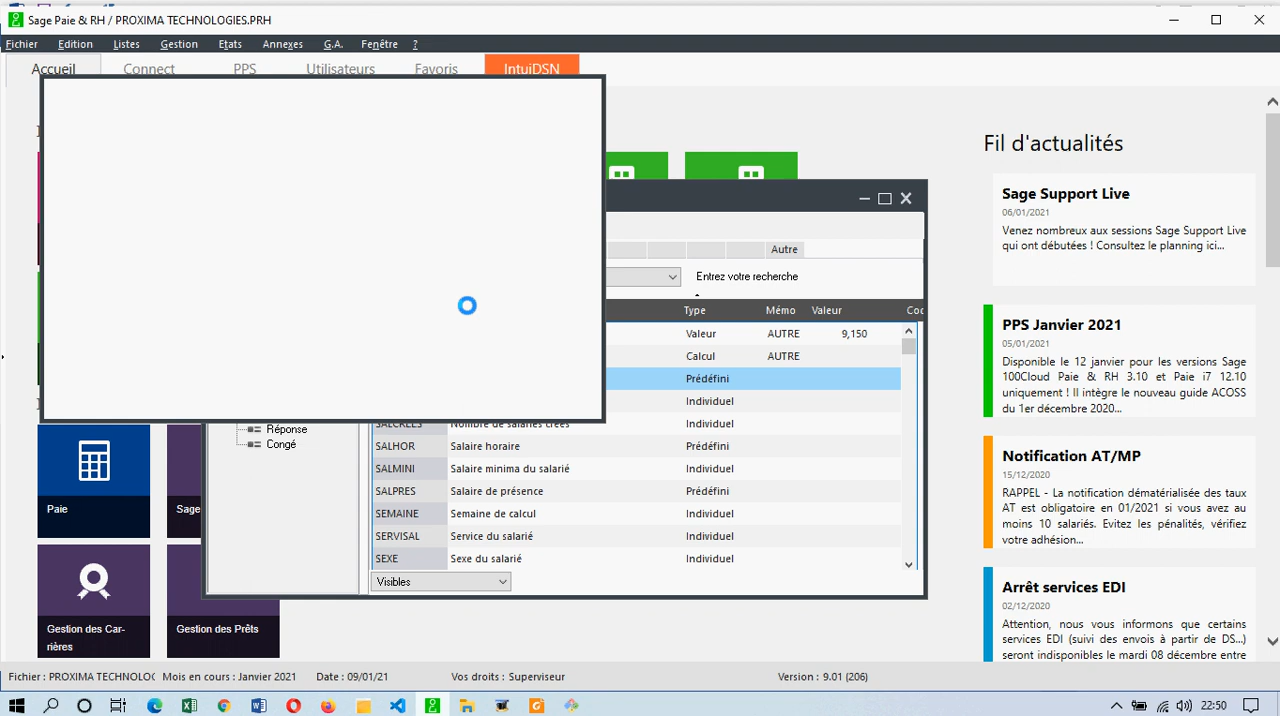 Sage Paie & RH / PROXIMA TECHNOLOGIES.PRH
Fichier Edition Listes Gestion Etats Annexes G.A. Fenêtre ?
Accueil Connect PPS Utilisateurs Favoris IntuiDSN
Fil d'actualités
Sage Support Live
06/01/2021
Venez nombreux aux sessions Sage Support Live
qui ont débutées ! Consultez le planning ici...
PPS Janvier 2021
05/01/2021
Disponible le 12 janvier pour les versions Sage
100Cloud Paie & RH 3.10 et Paie i7 12.10
uniquement ! Il intègre le nouveau guide ACOSS
du 1er décembre 2020...
Notification AT/MP
15/12/2020
RAPPEL - La notification dématérialisée des taux
AT est obligatoire en 01/2021 si vous avez au
moins 10 salariés. Evitez les pénalités, vérifiez
votre adhésion...
Arrêt services EDI
02/12/2020
Attention, nous vous informons que certains
services EDI (suivi des envois à partir de DS...)
seront indisponibles le mardi 08 décembre entre
Autre
Entrez votre recherche
Type Mémo Valeur Coc
Valeur AUTRE 9,150
Calcul AUTRE
Prédéfini
Individuel
SALCREES Nombre de salariés créés Individuel
SALHOR Salaire horaire Prédéfini
SALMINI Salaire minima du salarié Individuel
SALPRES Salaire de présence Prédéfini
SEMAINE Semaine de calcul Individuel
SERVISAL Service du salarié Individuel
SEXE Sexe du salarié Individuel
Visibles
Réponse
Congé
Paie
Sage
Gestion des Car-
rières
Gestion des Prêts
Fichier : PROXIMA TECHNOLOG Mois en cours : Janvier 2021 Date : 09/01/21 Vos droits : Superviseur Version : 9.01 (206)
22:50